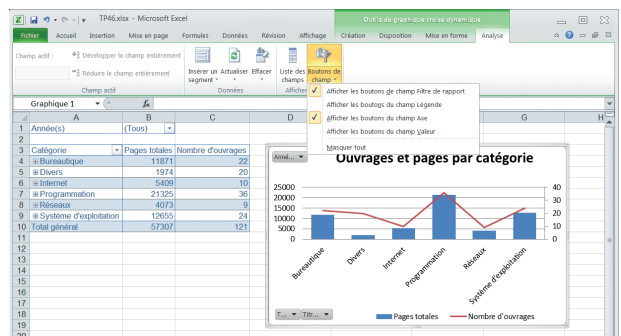 TP46.xlsx - Microsoft Excel
Outils de graphique croisé dynamique
Fichier Accueil Insertion Mise en page Formules Données Révision Affichage Création Disposition Mise en forme Analyse
Champ actif : Développer le champ entièrement
Réduire le champ entièrement
Champ actif
Insérer un segment Actualiser Effacer
Données
Liste des champs Boutons de champ
Afficher
Afficher les boutons de champ Filtre de rapport
Afficher les boutons du champ Légende
Afficher les boutons du champ Axe
Afficher les boutons du champ Valeur
Masquer tout
Graphique 1 fx
A B C D G H
1 Année(s) (Tous)
2
3 Catégorie Pages totales Nombre d'ouvrages
4 Bureautique 11871 22
5 Divers 1974 20
6 Internet 5409 10
7 Programmation 21325 36
8 Réseaux 4073 9
9 Système d'exploitation 12655 24
10 Total général 57307 121
11
12
13
14
15
16
17
18
19
Anné...
Ouvrages et pages par catégorie
25000 40
20000 30
15000 20
10000
5000 10
0 0
Bureautique Divers Internet Programmation Réseaux Système d'exploitation
T... Titr...
Pages totales Nombre d'ouvrages